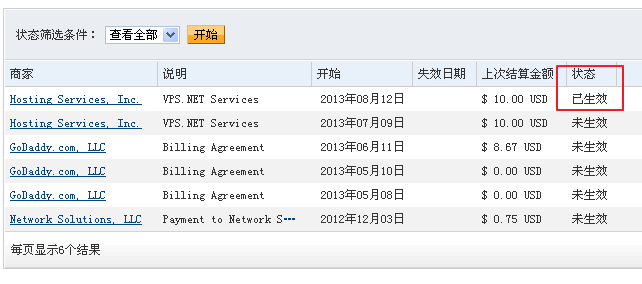 状态筛选条件： 查看全部 开始
商家 说明 开始 失效日期 上次结算金额 状态
Hosting Services, Inc. VPS.NET Services 2013年08月12日 $ 10.00 USD 已生效
Hosting Services, Inc. VPS.NET Services 2013年07月09日 $ 10.00 USD 未生效
GoDaddy.com, LLC Billing Agreement 2013年06月11日 $ 8.67 USD 未生效
GoDaddy.com, LLC Billing Agreement 2013年05月10日 $ 0.00 USD 未生效
GoDaddy.com, LLC Billing Agreement 2013年05月08日 $ 0.00 USD 未生效
Network Solutions, LLC Payment to Network S… 2012年12月03日 $ 0.75 USD 未生效
每页显示6个结果